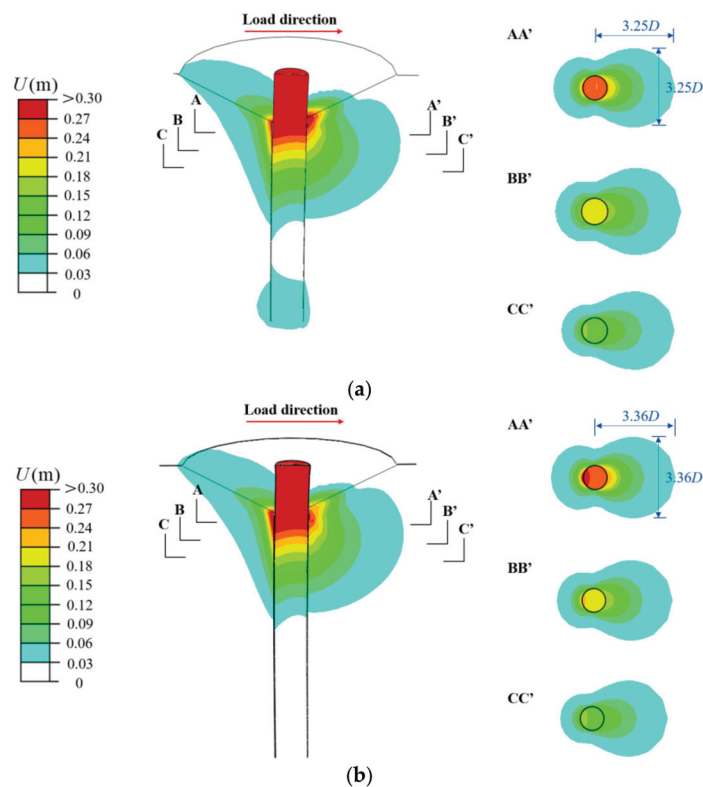 Load direction
U(m)
>0.30
0.27
0.24
0.21
0.18
0.15
0.12
0.09
0.06
0.03
0
A
B
C
A'
B'
C'
AA'
3.25D
3.25D
BB'
CC'
(a)
Load direction
U(m)
>0.30
0.27
0.24
0.21
0.18
0.15
0.12
0.09
0.06
0.03
0
A
B
C
A'
B'
C'
AA'
3.36D
3.36D
BB'
CC'
(b)